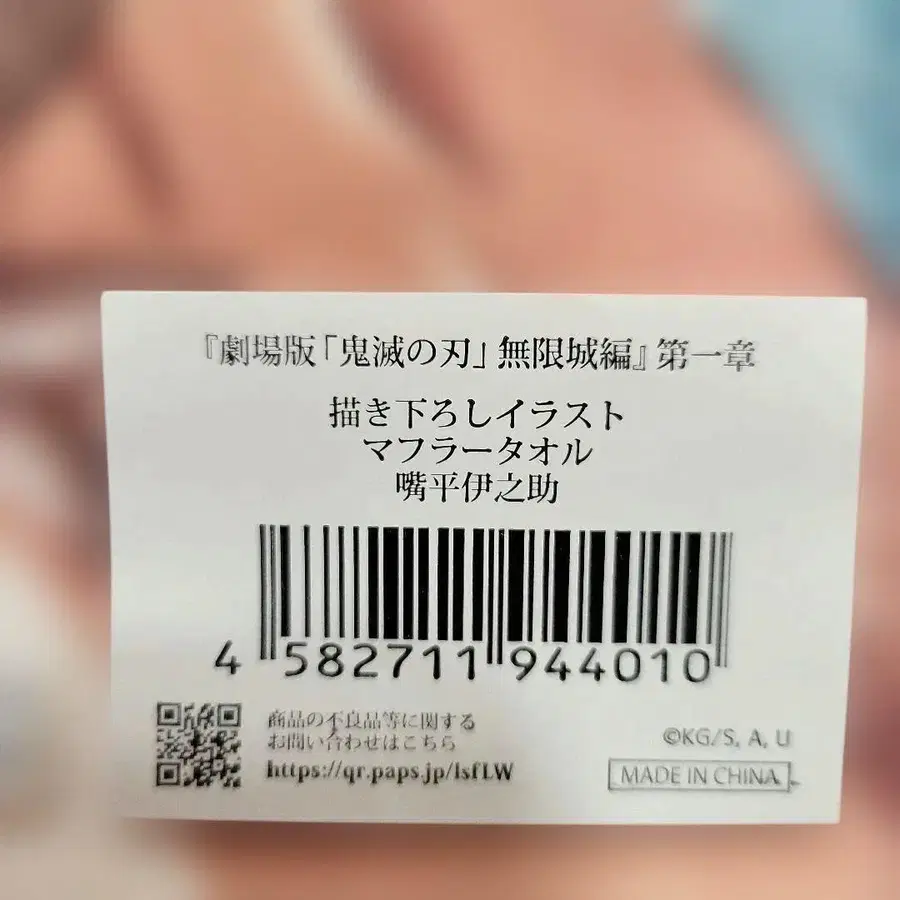 『劇場版「鬼滅の刃」無限城編』第一章
描き下ろしイラスト
マフラータオル
嘴平伊之助
4 582711 944010
商品の不良品等に関する
お問い合わせはこちら
https://qr.paps.jp/lsfLW
©KG/S, A, U
MADE IN CHINA